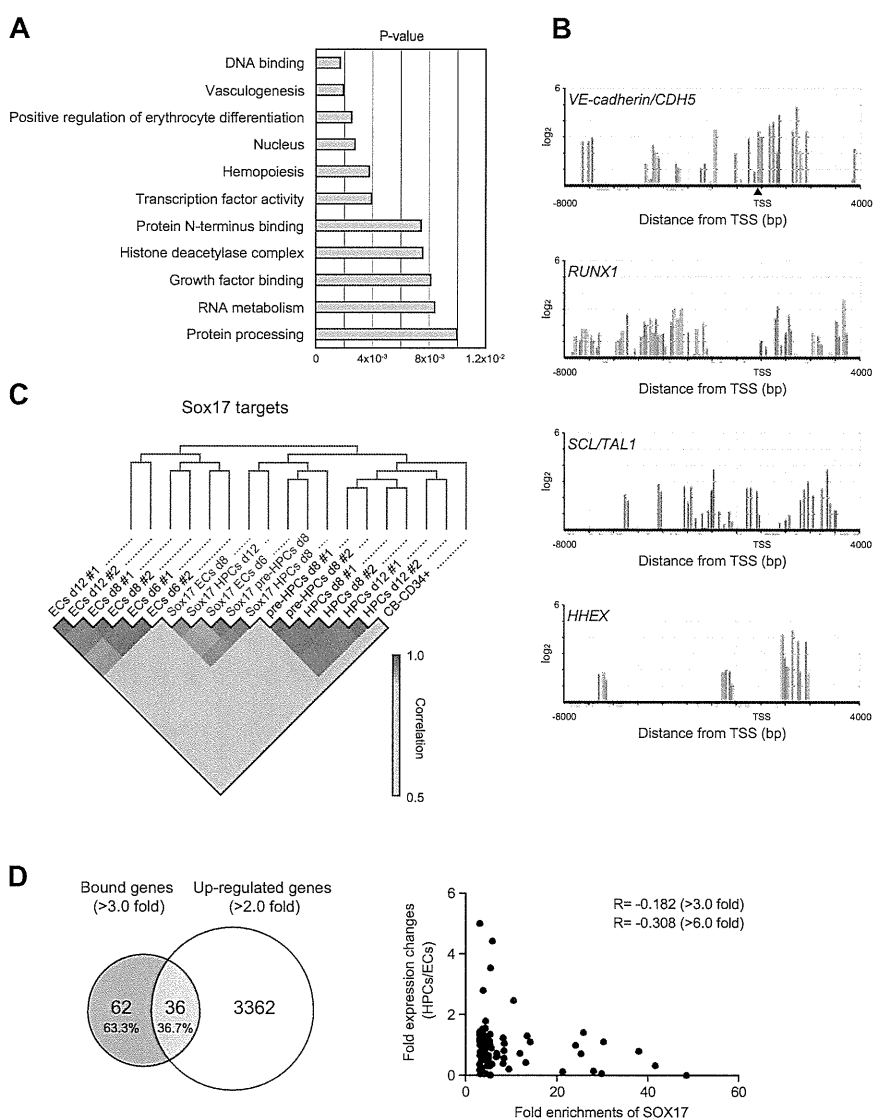 A
P-value
DNA binding
Vasculogenesis
Positive regulation of erythrocyte differentiation
Nucleus
Hemopoiesis
Transcription factor activity
Protein N-terminus binding
Histone deacetylase complex
Growth factor binding
RNA metabolism
Protein processing
0 4x10-3 8x10-3 1.2x10-2
B
6
VE-cadherin/CDH5
log2
-8000 TSS 4000
Distance from TSS (bp)
6
RUNX1
log2
-8000 TSS 4000
Distance from TSS (bp)
6
SCL/TAL1
log2
-8000 TSS 4000
Distance from TSS (bp)
6
HHEX
log2
-8000 TSS 4000
Distance from TSS (bp)
C
Sox17 targets
ECs d12 #1
ECs d12 #2
ECs d8 #1
ECs d8 #2
ECs d6 #1
ECs d6 #2
Sox17 ECs d8
Sox17 HPCs d12
Sox17 ECs d6
Sox17 pre-HPCs d8
Sox17 HPCs d8
pre-HPCs d8 #1
pre-HPCs d8 #2
HPCs d8 #1
HPCs d8 #2
HPCs d12 #1
HPCs d12 #2
CB-CD34+
1.0
Correlation
0.5
D
Bound genes
(>3.0 fold)
Up-regulated genes
(>2.0 fold)
62
63.3%
36
36.7%
3362
R= -0.182 (>3.0 fold)
R= -0.308 (>6.0 fold)
Fold expression changes
(HPCs/ECs)
6
4
2
0
0 20 40 60
Fold enrichments of SOX17